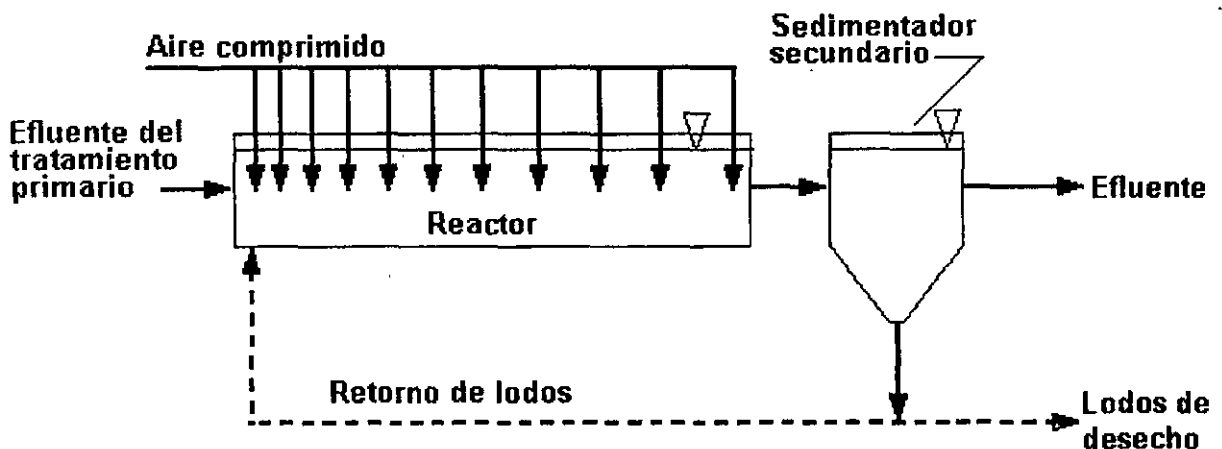 Aire comprimido
Sedimentador
secundario
Efluente del
tratamiento
primario
Reactor
Efluente
Retorno de lodos
Lodos de
desecho